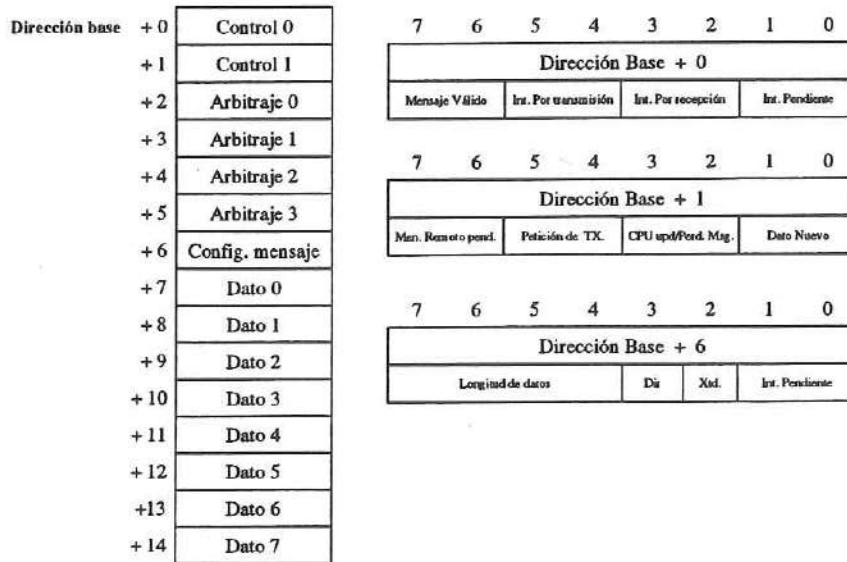 Dirección base + 0 Control 0
+ 1 Control 1
+ 2 Arbitraje 0
+ 3 Arbitraje 1
+ 4 Arbitraje 2
+ 5 Arbitraje 3
+ 6 Config. mensaje
+ 7 Dato 0
+ 8 Dato 1
+ 9 Dato 2
+ 10 Dato 3
+ 11 Dato 4
+ 12 Dato 5
+13 Dato 6
+ 14 Dato 7
7 6 5 4 3 2 1 0
Dirección Base + 0
Mensaje Válido Int. Por transmisión Int. Por recepción Int. Pendiente
7 6 5 4 3 2 1 0
Dirección Base + 1
Men. Remoto pend. Petición de TX. CPU upd/Perd. Msg. Dato Nuevo
7 6 5 4 3 2 1 0
Dirección Base + 6
Longitud de datos Dir Xtd. Int. Pendiente